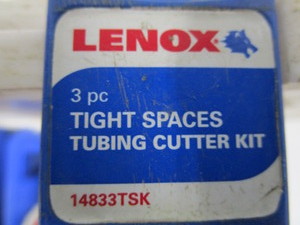 LENOX
3 pc
TIGHT SPACES
TUBING CUTTER KIT
14833TSK